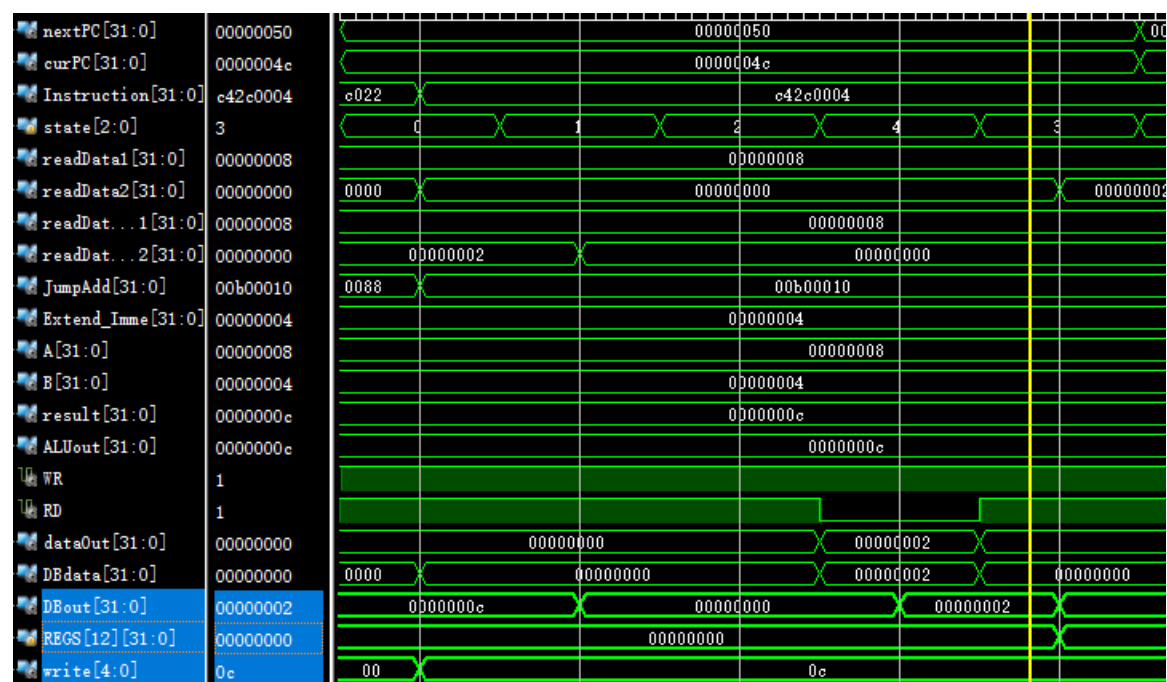 nextPC[31:0] 00000050 00000050 00
curPC[31:0] 0000004c 0000004c
Instruction[31:0] c42c0004 c022 c42c0004
state[2:0] 3 0 1 2 4 3
readData1[31:0] 00000008 00000008
readData2[31:0] 00000000 0000 00000000 00000002
readDat...1[31:0] 00000008 00000008
readDat...2[31:0] 00000000 00000002 00000000
JumpAdd[31:0] 00b00010 0088 00b00010
Extend_Imme[31:0] 00000004 00000004
A[31:0] 00000008 00000008
B[31:0] 00000004 00000004
result[31:0] 0000000c 0000000c
ALUout[31:0] 0000000c 0000000c
WR 1
RD 1
dataOut[31:0] 00000000 00000000 00000002
DBdata[31:0] 00000000 0000 00000000 00000002 00000000
DBout[31:0] 00000002 0000000c 00000000 00000002
REGS[12][31:0] 00000000 00000000
write[4:0] 0c 00 0c